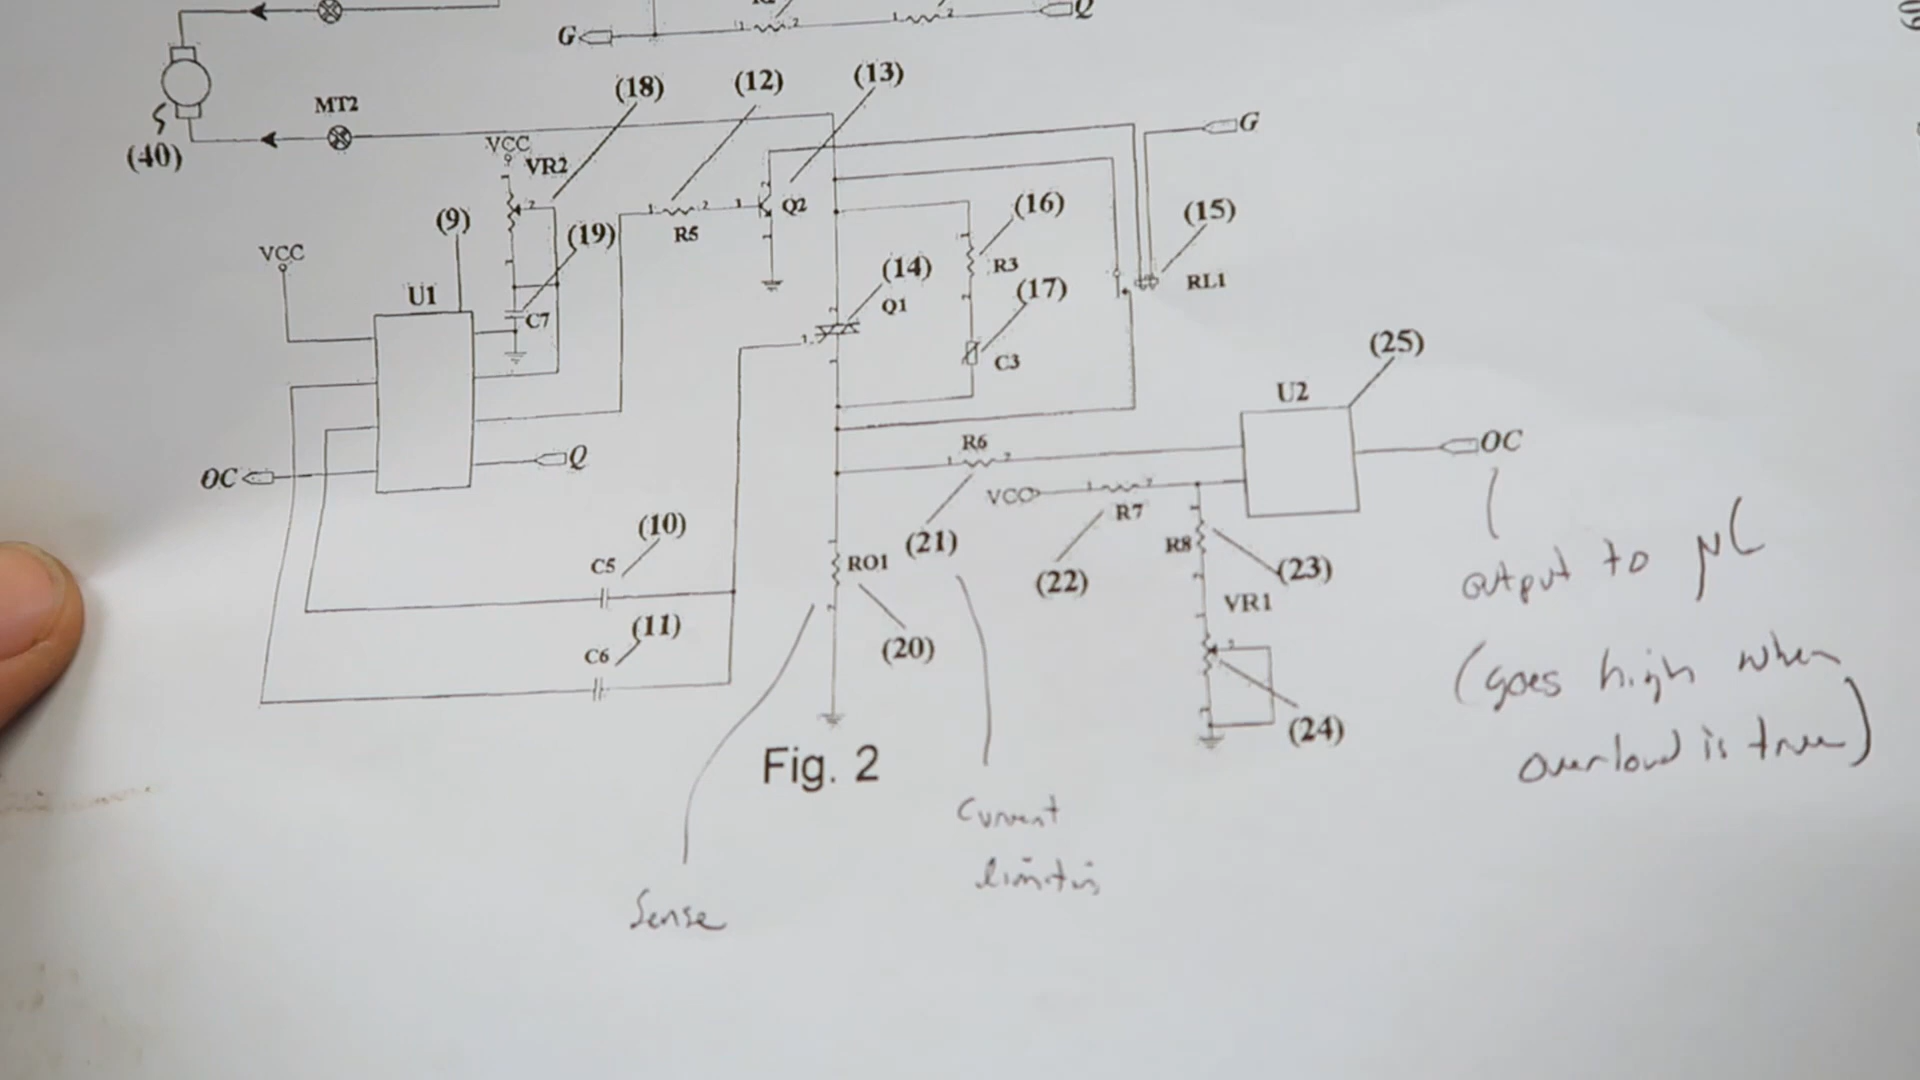 G
Q
(18)
(12)
(13)
MT2
G
(40)
VCC
VR2
(9)
R5
Q2
(16)
(15)
(19)
VCC
U1
(14)
R3
(17)
RL1
C7
Q1
C3
(25)
U2
OC
Q
R6
OC
VCC
R7
(10)
(21)
R8
C5
RO1
(22)
(23)
output to μC
(11)
VR1
C6
(20)
(goes high when
(24)
overload is true)
Fig. 2
Current
limitin
Sense